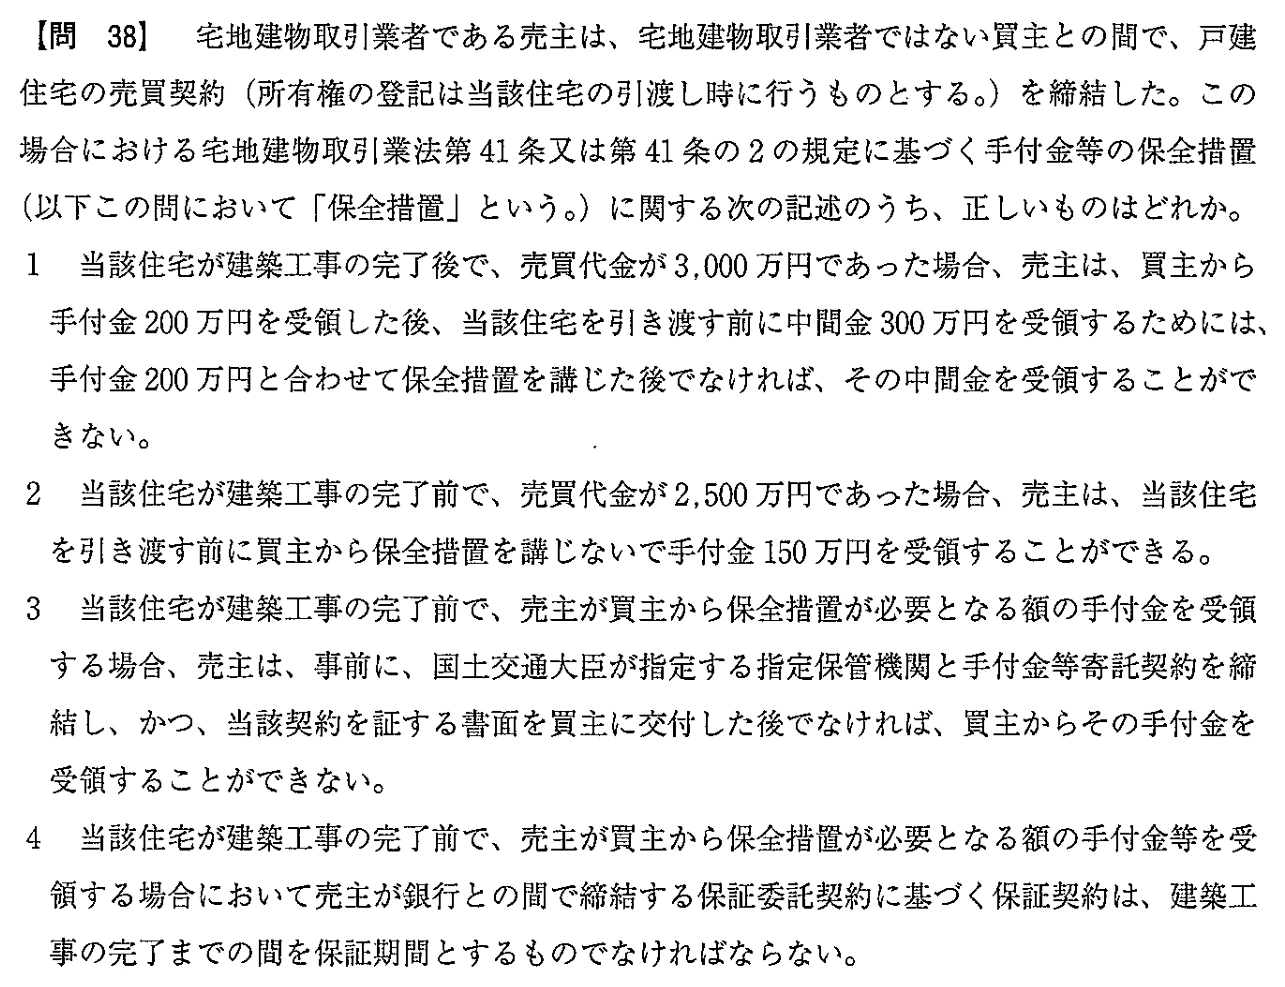 【問　38】　宅地建物取引業者である売主は、宅地建物取引業者ではない買主との間で、戸建
住宅の売買契約（所有権の登記は当該住宅の引渡し時に行うものとする。）を締結した。この
場合における宅地建物取引業法第 41 条又は第 41 条の 2 の規定に基づく手付金等の保全措置
（以下この問において「保全措置」という。）に関する次の記述のうち、正しいものはどれか。
1　当該住宅が建築工事の完了後で、売買代金が 3,000 万円であった場合、売主は、買主から
手付金 200 万円を受領した後、当該住宅を引き渡す前に中間金 300 万円を受領するためには、
手付金 200 万円と合わせて保全措置を講じた後でなければ、その中間金を受領することがで
きない。
2　当該住宅が建築工事の完了前で、売買代金が 2,500 万円であった場合、売主は、当該住宅
を引き渡す前に買主から保全措置を講じないで手付金 150 万円を受領することができる。
3　当該住宅が建築工事の完了前で、売主が買主から保全措置が必要となる額の手付金を受領
する場合、売主は、事前に、国土交通大臣が指定する指定保管機関と手付金等寄託契約を締
結し、かつ、当該契約を証する書面を買主に交付した後でなければ、買主からその手付金を
受領することができない。
4　当該住宅が建築工事の完了前で、売主が買主から保全措置が必要となる額の手付金等を受
領する場合において売主が銀行との間で締結する保証委託契約に基づく保証契約は、建築工
事の完了までの間を保証期間とするものでなければならない。